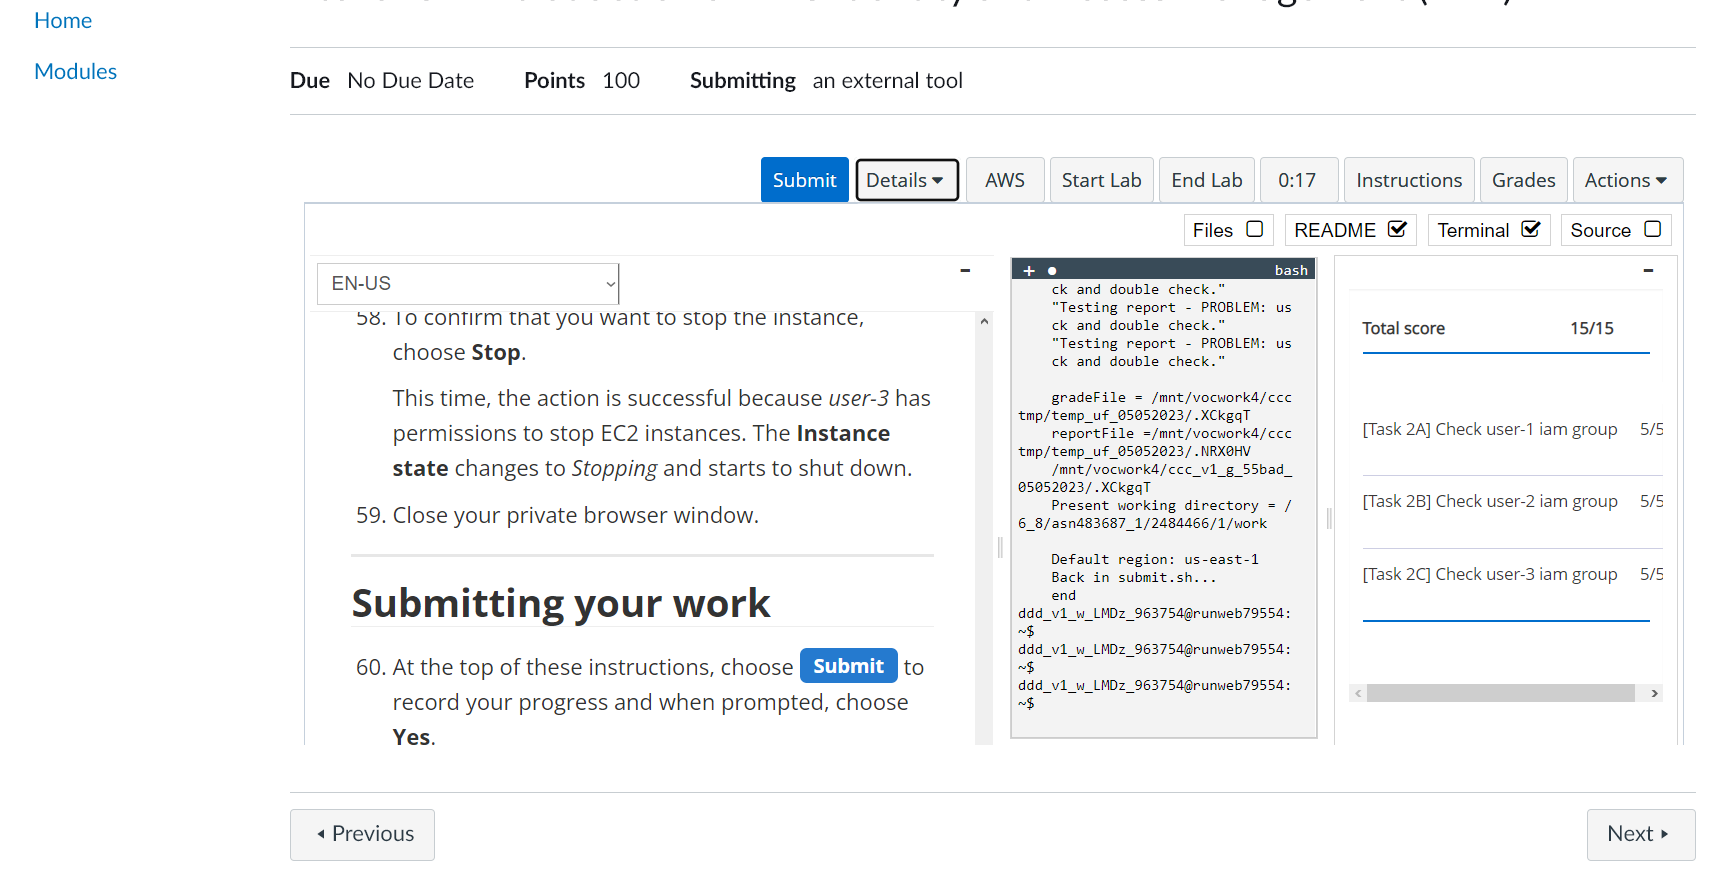 Home
Modules
Due No Due Date Points 100 Submitting an external tool
Submit Details AWS Start Lab End Lab 0:17 Instructions Grades Actions
Files README Terminal Source
EN-US
58. To confirm that you want to stop the instance,
choose Stop.
This time, the action is successful because user-3 has
permissions to stop EC2 instances. The Instance
state changes to Stopping and starts to shut down.
59. Close your private browser window.
Submitting your work
60. At the top of these instructions, choose Submit to
record your progress and when prompted, choose
Yes.
+ bash
ck and double check."
"Testing report - PROBLEM: us
ck and double check."
"Testing report - PROBLEM: us
ck and double check."
gradeFile = /mnt/vocwork4/ccc
tmp/temp_uf_05052023/.XCkgqT
reportFile =/mnt/vocwork4/ccc
tmp/temp_uf_05052023/.NRX0HV
/mnt/vocwork4/ccc_v1_g_55bad_
05052023/.XCkgqT
Present working directory = /
6_8/asn483687_1/2484466/1/work
Default region: us-east-1
Back in submit.sh...
end
ddd_v1_w_LMDz_963754@runweb79554:
~$
ddd_v1_w_LMDz_963754@runweb79554:
~$
ddd_v1_w_LMDz_963754@runweb79554:
~$
Total score 15/15
[Task 2A] Check user-1 iam group 5/5
[Task 2B] Check user-2 iam group 5/5
[Task 2C] Check user-3 iam group 5/5
Previous
Next